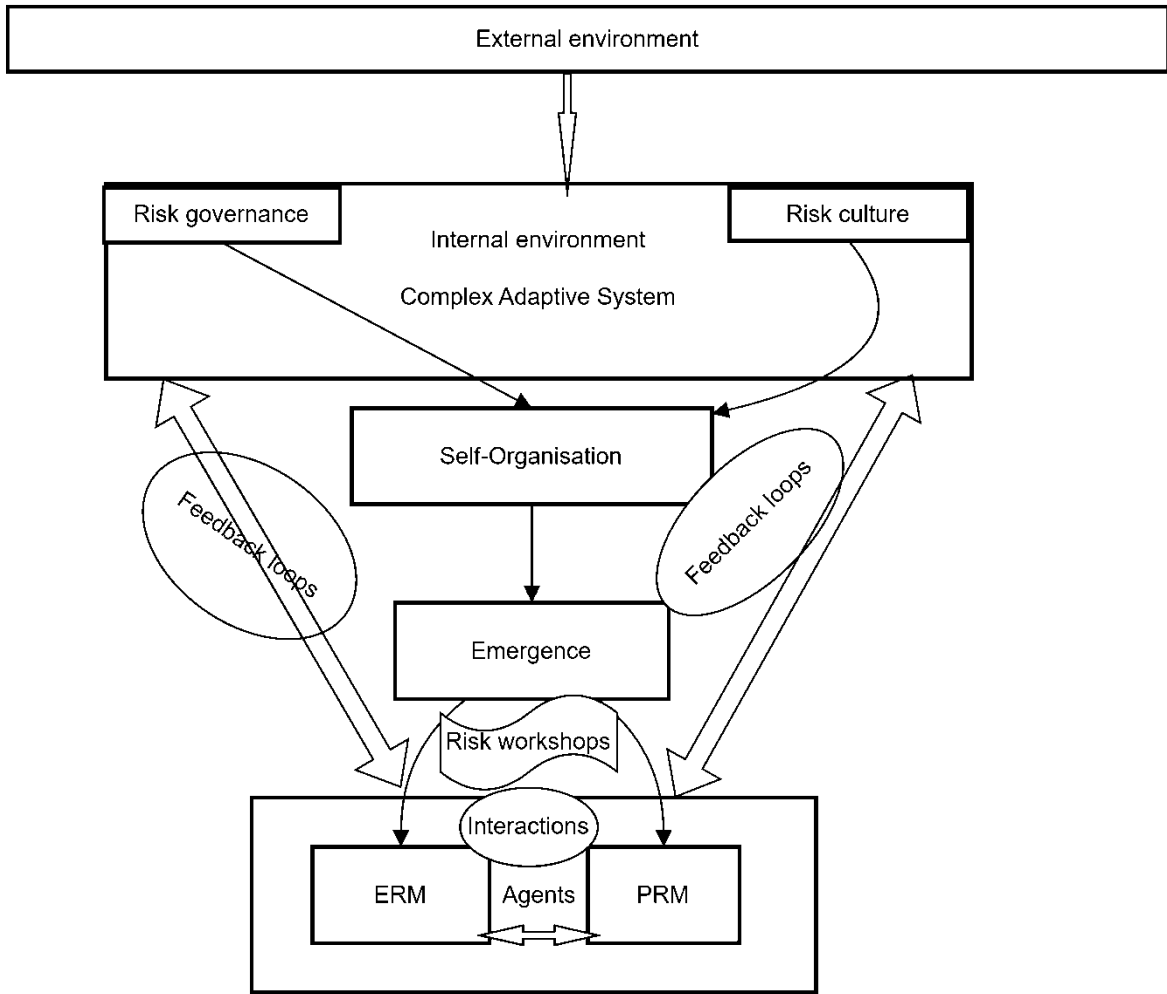 External environment
Risk governance
Risk culture
Internal environment
Complex Adaptive System
Self-Organisation
Feedback loops
Feedback loops
Emergence
Risk workshops
Interactions
ERM
Agents
PRM